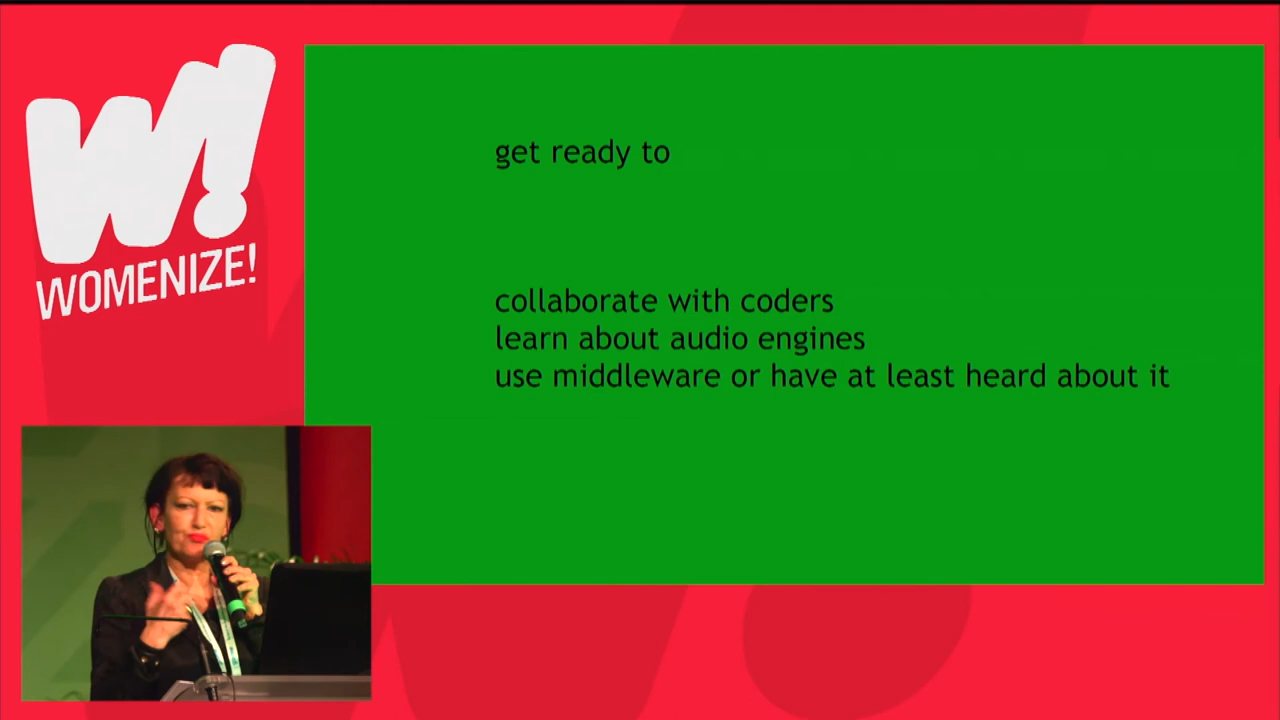 W!
WOMENIZE!
get ready to
collaborate with coders
learn about audio engines
use middleware or have at least heard about it